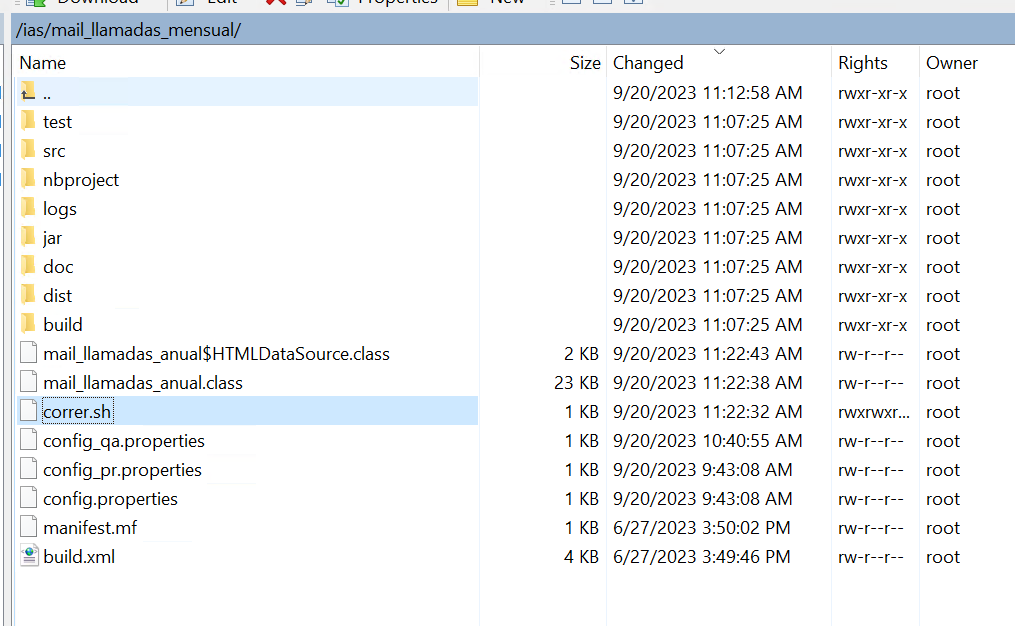 Download Edit Properties New
/ias/mail_llamadas_mensual/
Name Size Changed Rights Owner
.. 9/20/2023 11:12:58 AM rwxr-xr-x root
test 9/20/2023 11:07:25 AM rwxr-xr-x root
src 9/20/2023 11:07:25 AM rwxr-xr-x root
nbproject 9/20/2023 11:07:25 AM rwxr-xr-x root
logs 9/20/2023 11:07:25 AM rwxr-xr-x root
jar 9/20/2023 11:07:25 AM rwxr-xr-x root
doc 9/20/2023 11:07:25 AM rwxr-xr-x root
dist 9/20/2023 11:07:25 AM rwxr-xr-x root
build 9/20/2023 11:07:25 AM rwxr-xr-x root
mail_llamadas_anual$HTMLDataSource.class 2 KB 9/20/2023 11:22:43 AM rw-r--r-- root
mail_llamadas_anual.class 23 KB 9/20/2023 11:22:38 AM rw-r--r-- root
correr.sh 1 KB 9/20/2023 11:22:32 AM rwxrwxr... root
config_qa.properties 1 KB 9/20/2023 10:40:55 AM rw-r--r-- root
config_pr.properties 1 KB 9/20/2023 9:43:08 AM rw-r--r-- root
config.properties 1 KB 9/20/2023 9:43:08 AM rw-r--r-- root
manifest.mf 1 KB 6/27/2023 3:50:02 PM rw-r--r-- root
build.xml 4 KB 6/27/2023 3:49:46 PM rw-r--r-- root